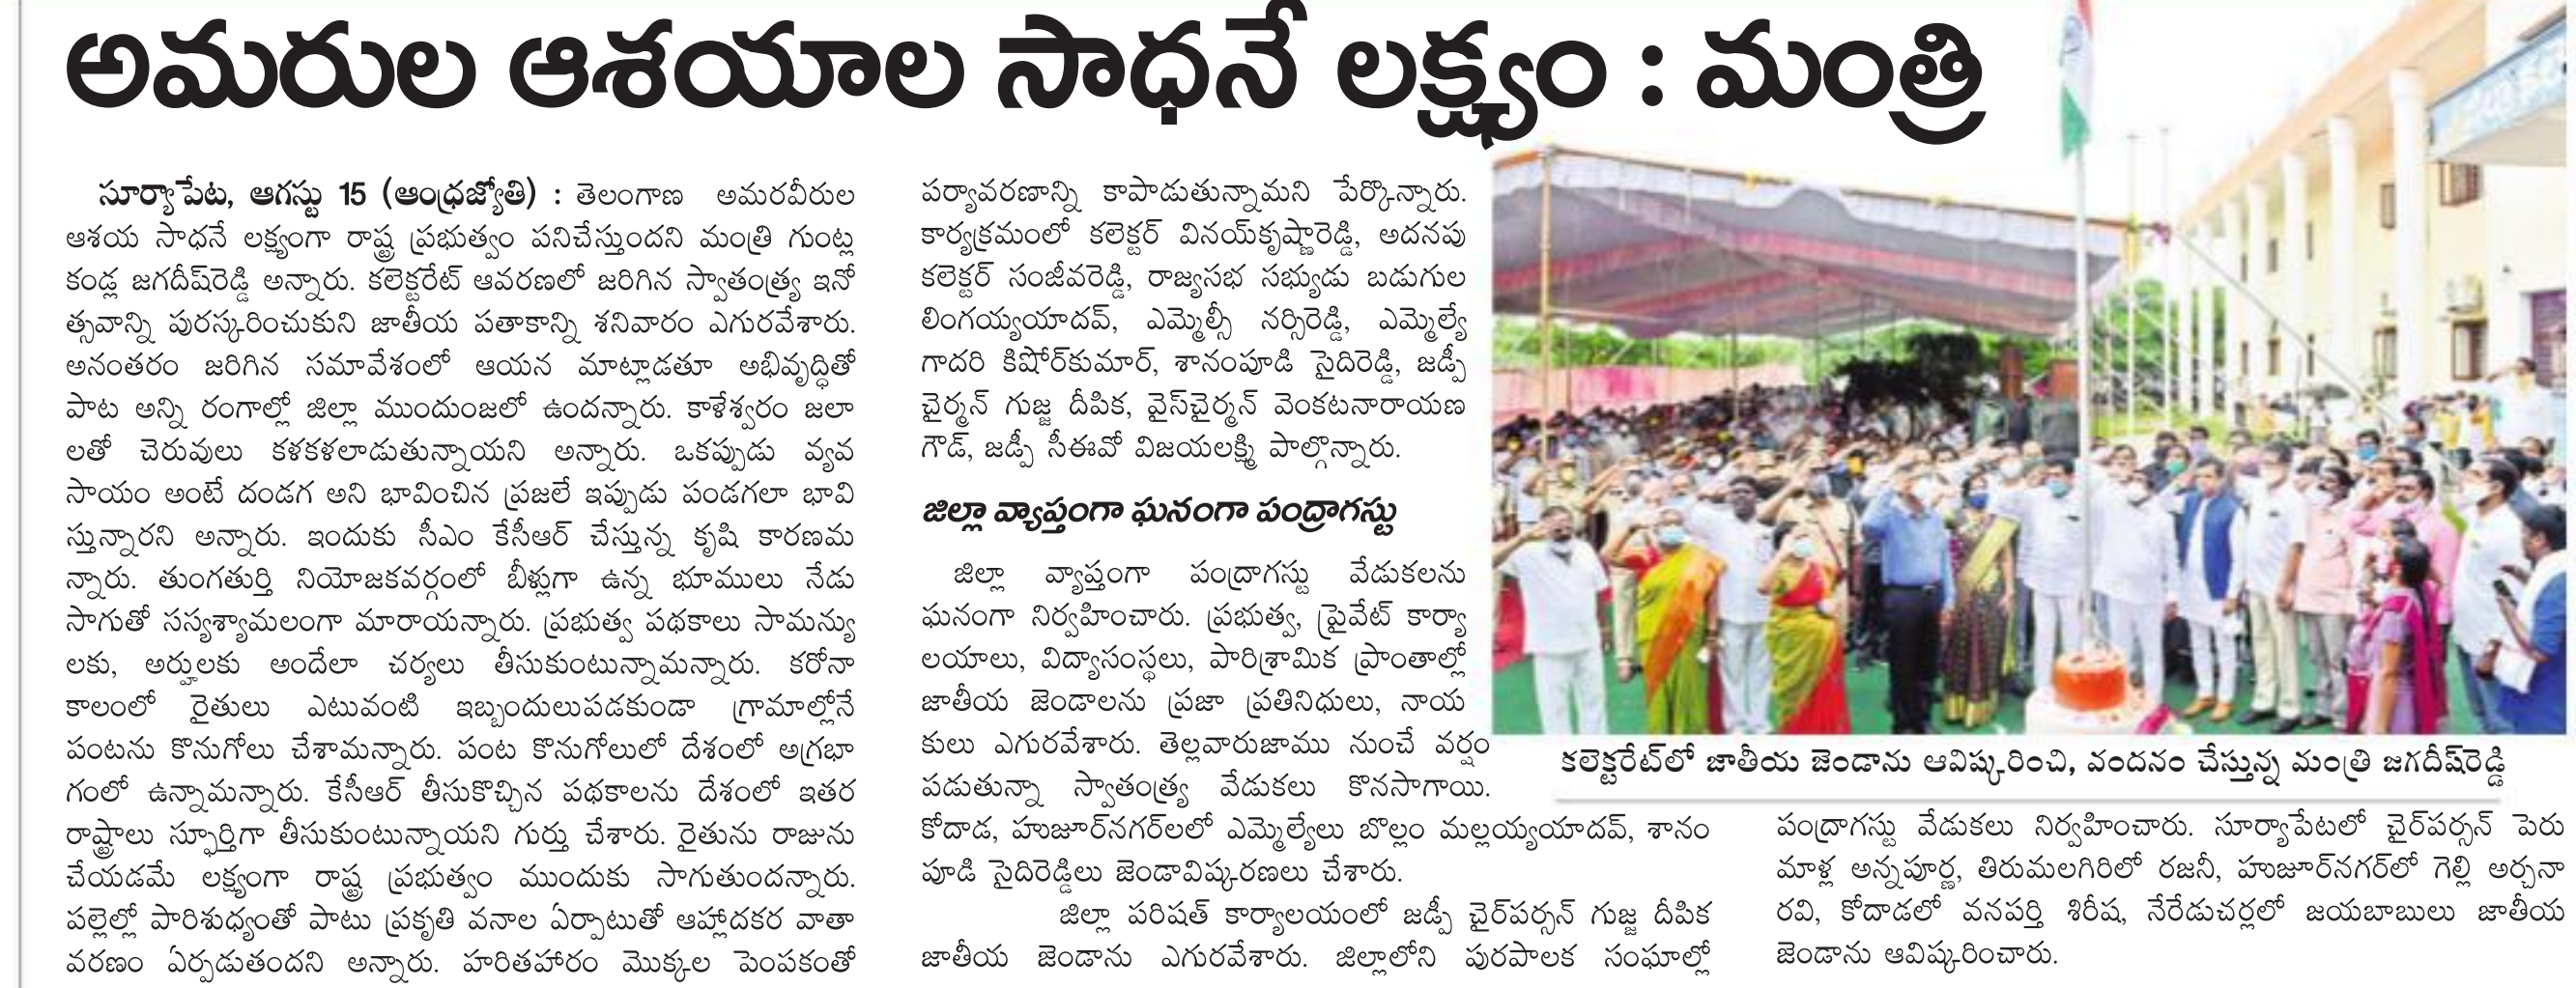 అమరుల ఆశయాల సాధనే లక్ష్యం : మంత్రి
సూర్యాపేట, ఆగస్టు 15 (ఆంధ్రజ్యోతి) : తెలంగాణ అమరవీరుల
ఆశయ సాధనే లక్ష్యంగా రాష్ట్ర ప్రభుత్వం పనిచేస్తుందని మంత్రి గుంట్ల
కండ్ల జగదీష్‌రెడ్డి అన్నారు. కలెక్టరేట్ ఆవరణలో జరిగిన స్వాతంత్ర్య ఇనో
త్సవాన్ని పురస్కరించుకుని జాతీయ పతాకాన్ని శనివారం ఎగురవేశారు.
అనంతరం జరిగిన సమావేశంలో ఆయన మాట్లాడతూ అభివృద్ధితో
పాట అన్ని రంగాల్లో జిల్లా ముందుంజలో ఉందన్నారు. కాళేశ్వరం జలా
లతో చెరువులు కళకళలాడుతున్నాయని అన్నారు. ఒకప్పుడు వ్యవ
సాయం అంటే దండగ అని భావించిన ప్రజలే ఇప్పుడు పండగలా భావి
స్తున్నారని అన్నారు. ఇందుకు సీఎం కేసీఆర్ చేస్తున్న కృషి కారణమ
న్నారు. తుంగతుర్తి నియోజకవర్గంలో బీళ్లుగా ఉన్న భూములు నేడు
సాగుతో సస్యశ్యామలంగా మారాయన్నారు. ప్రభుత్వ పథకాలు సామన్యు
లకు, అర్హులకు అందేలా చర్యలు తీసుకుంటున్నామన్నారు. కరోనా
కాలంలో రైతులు ఎటువంటి ఇబ్బందులుపడకుండా గ్రామాల్లోనే
పంటను కొనుగోలు చేశామన్నారు. పంట కొనుగోలులో దేశంలో అగ్రభా
గంలో ఉన్నామన్నారు. కేసీఆర్ తీసుకొచ్చిన పథకాలను దేశంలో ఇతర
రాష్ట్రాలు స్ఫూర్తిగా తీసుకుంటున్నాయని గుర్తు చేశారు. రైతును రాజును
చేయడమే లక్ష్యంగా రాష్ట్ర ప్రభుత్వం ముందుకు సాగుతుందన్నారు.
పల్లెల్లో పారిశుధ్యంతో పాటు ప్రకృతి వనాల ఏర్పాటుతో ఆహ్లాదకర వాతా
వరణం ఏర్పడుతందని అన్నారు. హరితహారం మొక్కల పెంపకంతో
పర్యావరణాన్ని కాపాడుతున్నామని పేర్కొన్నారు.
కార్యక్రమంలో కలెక్టర్ వినయ్‌కృష్ణారెడ్డి, అదనపు
కలెక్టర్ సంజీవరెడ్డి, రాజ్యసభ సభ్యుడు బడుగుల
లింగయ్యయాదవ్, ఎమ్మెల్సీ నర్సిరెడ్డి, ఎమ్మెల్యే
గాదరి కిషోర్‌కుమార్, శానంపూడి సైదిరెడ్డి, జడ్పీ
చైర్మన్ గుజ్జ దీపిక, వైస్‌చైర్మన్ వెంకటనారాయణ
గౌడ్, జడ్పీ సీఈవో విజయలక్ష్మి పాల్గొన్నారు.
జిల్లా వ్యాప్తంగా ఘనంగా పంద్రాగస్టు
జిల్లా వ్యాప్తంగా పంద్రాగస్టు వేడుకలను
ఘనంగా నిర్వహించారు. ప్రభుత్వ, ప్రైవేట్ కార్యా
లయాలు, విద్యాసంస్థలు, పారిశ్రామిక ప్రాంతాల్లో
జాతీయ జెండాలను ప్రజా ప్రతినిధులు, నాయ
కులు ఎగురవేశారు. తెల్లవారుజాము నుంచే వర్షం
పడుతున్నా స్వాతంత్ర్య వేడుకలు కొనసాగాయి.
కోదాడ, హుజూర్‌నగర్‌లలో ఎమ్మెల్యేలు బొల్లం మల్లయ్యయాదవ్, శానం
పూడి సైదిరెడ్డిలు జెండావిష్కరణలు చేశారు.
జిల్లా పరిషత్ కార్యాలయంలో జడ్పీ చైర్‌పర్సన్ గుజ్జ దీపిక
జాతీయ జెండాను ఎగురవేశారు. జిల్లాలోని పురపాలక సంఘాల్లో
కలెక్టరేట్‌లో జాతీయ జెండాను ఆవిష్కరించి, వందనం చేస్తున్న మంత్రి జగదీష్‌రెడ్డి
పంద్రాగస్టు వేడుకలు నిర్వహించారు. సూర్యాపేటలో చైర్‌పర్సన్ పెరు
మాళ్ల అన్నపూర్ణ, తిరుమలగిరిలో రజనీ, హుజూర్‌నగర్‌లో గెల్లి అర్చనా
రవి, కోదాడలో వనపర్తి శిరీష, నేరేడుచర్లలో జయబాబులు జాతీయ
జెండాను ఆవిష్కరించారు.